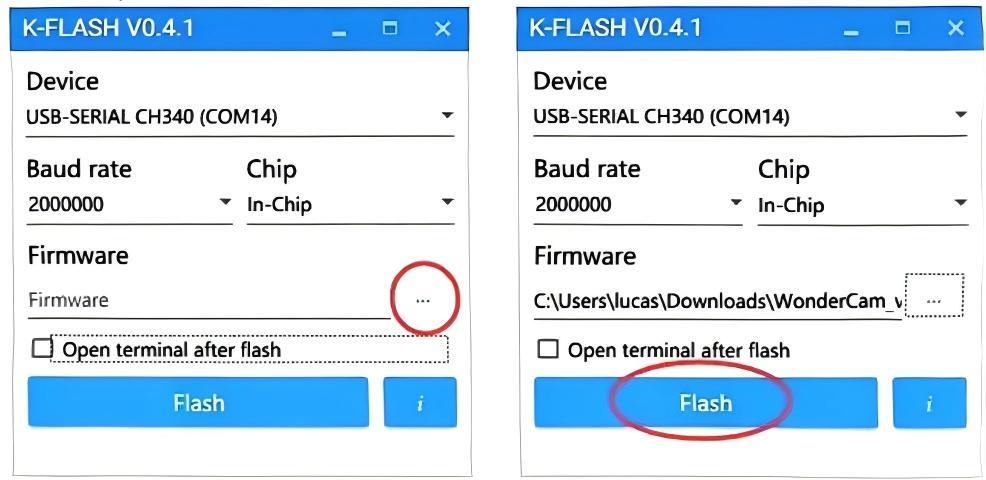 K-FLASH V0.4.1
Device
USB-SERIAL CH340 (COM14)
Baud rate Chip
2000000 In-Chip
Firmware
Firmware ...
Open terminal after flash
Flash i
K-FLASH V0.4.1
Device
USB-SERIAL CH340 (COM14)
Baud rate Chip
2000000 In-Chip
Firmware
C:\Users\lucas\Downloads\WonderCam_v ...
Open terminal after flash
Flash i